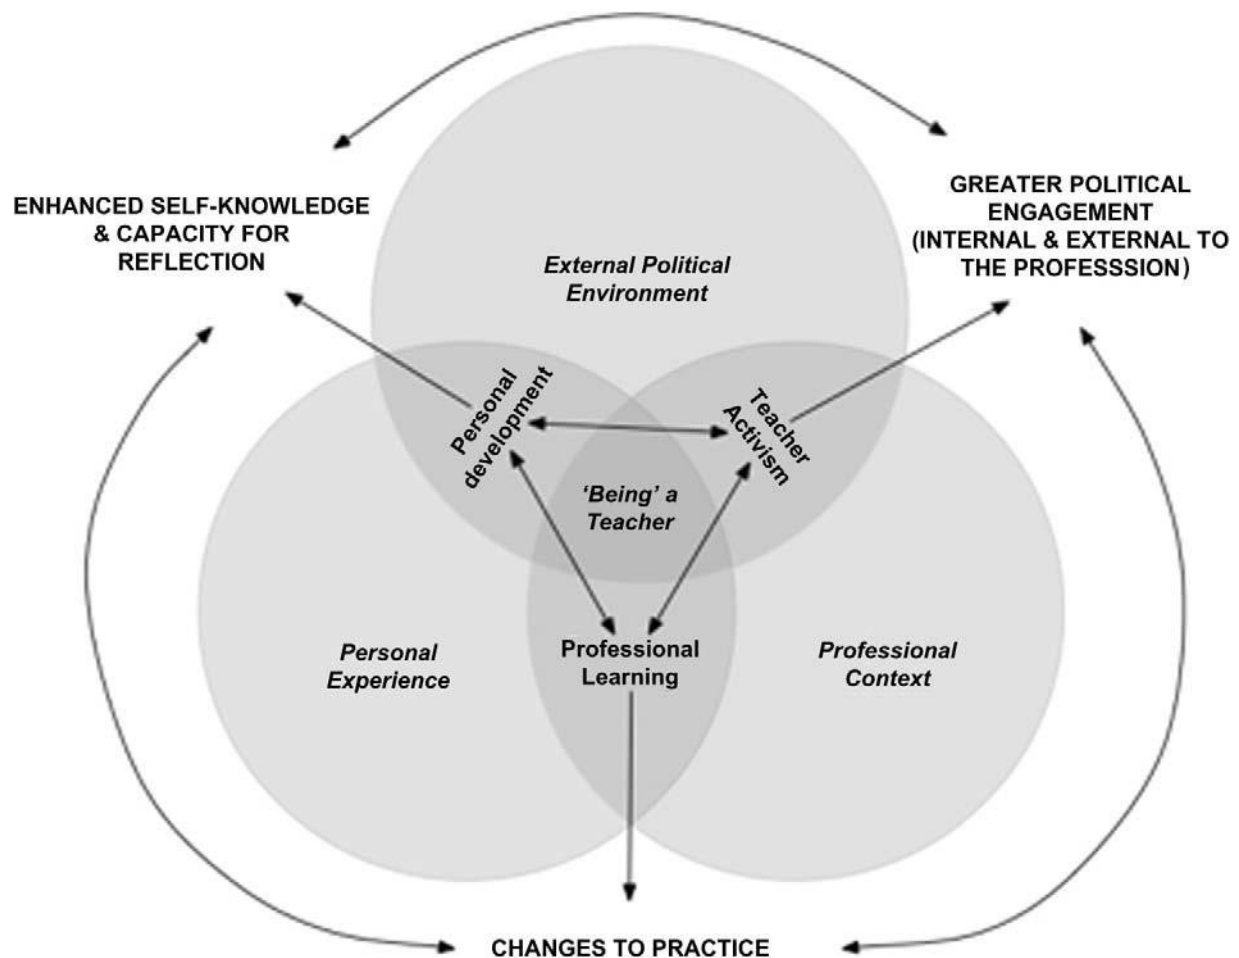 ENHANCED SELF-KNOWLEDGE
& CAPACITY FOR
REFLECTION
GREATER POLITICAL
ENGAGEMENT
(INTERNAL & EXTERNAL TO
THE PROFESSSION)
External Political
Environment
Personal
development
Teacher
Activism
‘Being’ a
Teacher
Personal
Experience
Professional
Learning
Professional
Context
CHANGES TO PRACTICE